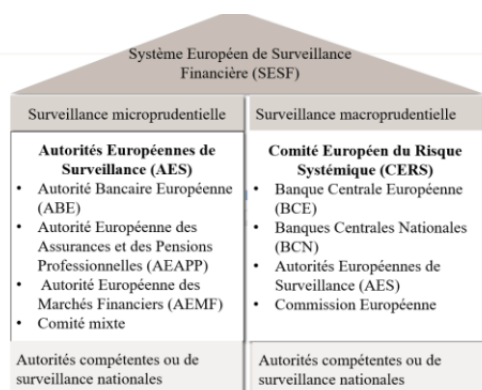 Système Européen de Surveillance
Financière (SESF)
Surveillance microprudentielle
Autorités Européennes de
Surveillance (AES)
• Autorité Bancaire Européenne
(ABE)
• Autorité Européenne des
Assurances et des Pensions
Professionnelles (AEAPP)
• Autorité Européenne des
Marchés Financiers (AEMF)
• Comité mixte
Autorités compétentes ou de
surveillance nationales
Surveillance macroprudentielle
Comité Européen du Risque
Systémique (CERS)
• Banque Centrale Européenne
(BCE)
• Banques Centrales Nationales
(BCN)
• Autorités Européennes de
Surveillance (AES)
• Commission Européenne
Autorités compétentes ou de
surveillance nationales